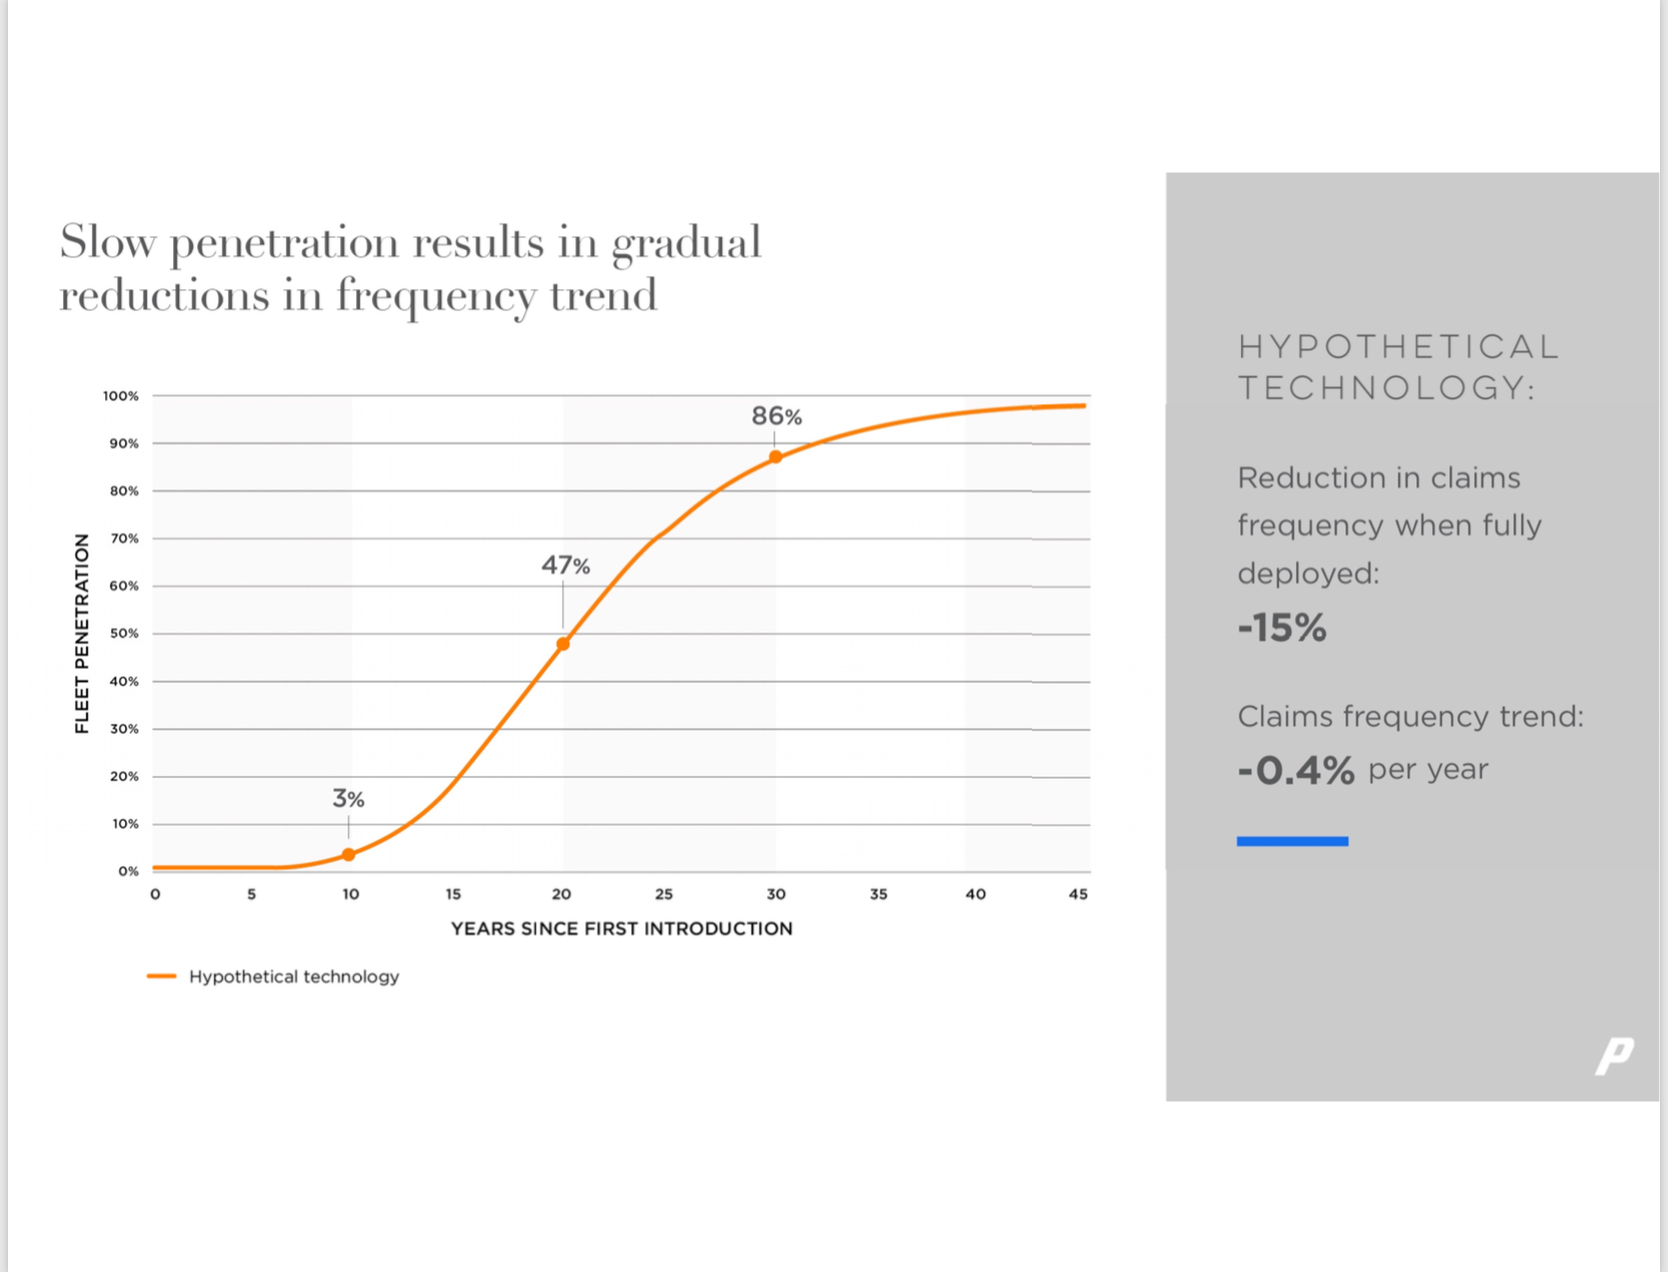 Slow penetration results in gradual
reductions in frequency trend
100%
90%
80%
70%
60%
50%
40%
30%
20%
10%
0%
FLEET PENETRATION
3%
47%
86%
0 5 10 15 20 25 30 35 40 45
YEARS SINCE FIRST INTRODUCTION
Hypothetical technology
HYPOTHETICAL
TECHNOLOGY:
Reduction in claims
frequency when fully
deployed:
-15%
Claims frequency trend:
-0.4% per year
P